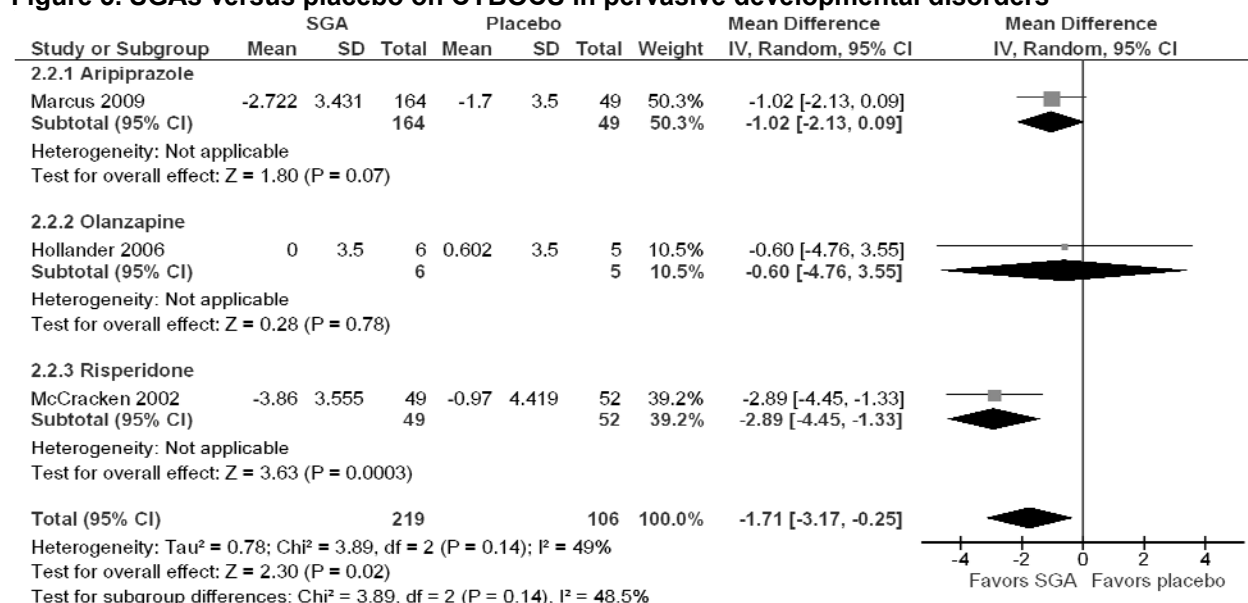 Figure 3. SGAs versus placebo on CYBOCS in pervasive developmental disorders
SGA Placebo Mean Difference Mean Difference
Study or Subgroup Mean SD Total Mean SD Total Weight IV, Random, 95% CI IV, Random, 95% CI
2.2.1 Aripiprazole
Marcus 2009 -2.722 3.431 164 -1.7 3.5 49 50.3% -1.02 [-2.13, 0.09]
Subtotal (95% CI) 164 49 50.3% -1.02 [-2.13, 0.09]
Heterogeneity: Not applicable
Test for overall effect: Z = 1.80 (P = 0.07)
2.2.2 Olanzapine
Hollander 2006 0 3.5 6 0.602 3.5 5 10.5% -0.60 [-4.76, 3.55]
Subtotal (95% CI) 6 5 10.5% -0.60 [-4.76, 3.55]
Heterogeneity: Not applicable
Test for overall effect: Z = 0.28 (P = 0.78)
2.2.3 Risperidone
McCracken 2002 -3.86 3.555 49 -0.97 4.419 52 39.2% -2.89 [-4.45, -1.33]
Subtotal (95% CI) 49 52 39.2% -2.89 [-4.45, -1.33]
Heterogeneity: Not applicable
Test for overall effect: Z = 3.63 (P = 0.0003)
Total (95% CI) 219 106 100.0% -1.71 [-3.17, -0.25]
Heterogeneity: Tau² = 0.78; Chi² = 3.89, df = 2 (P = 0.14); I² = 49%
Test for overall effect: Z = 2.30 (P = 0.02)
Test for subgroup differences: Chi² = 3.89, df = 2 (P = 0.14), I² = 48.5%
-4 -2 0 2 4
Favors SGA Favors placebo